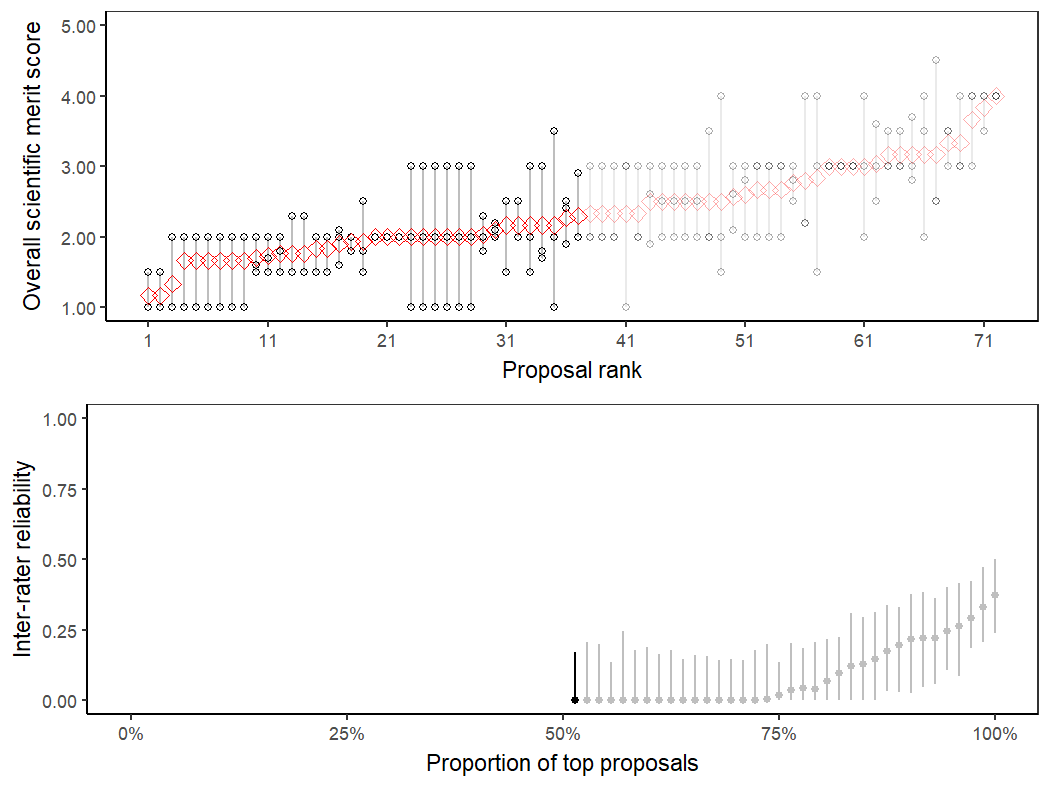 Overall scientific merit score
5.00
4.00
3.00
2.00
1.00
1 11 21 31 41 51 61 71
Proposal rank
Inter-rater reliability
1.00
0.75
0.50
0.25
0.00
0% 25% 50% 75% 100%
Proportion of top proposals